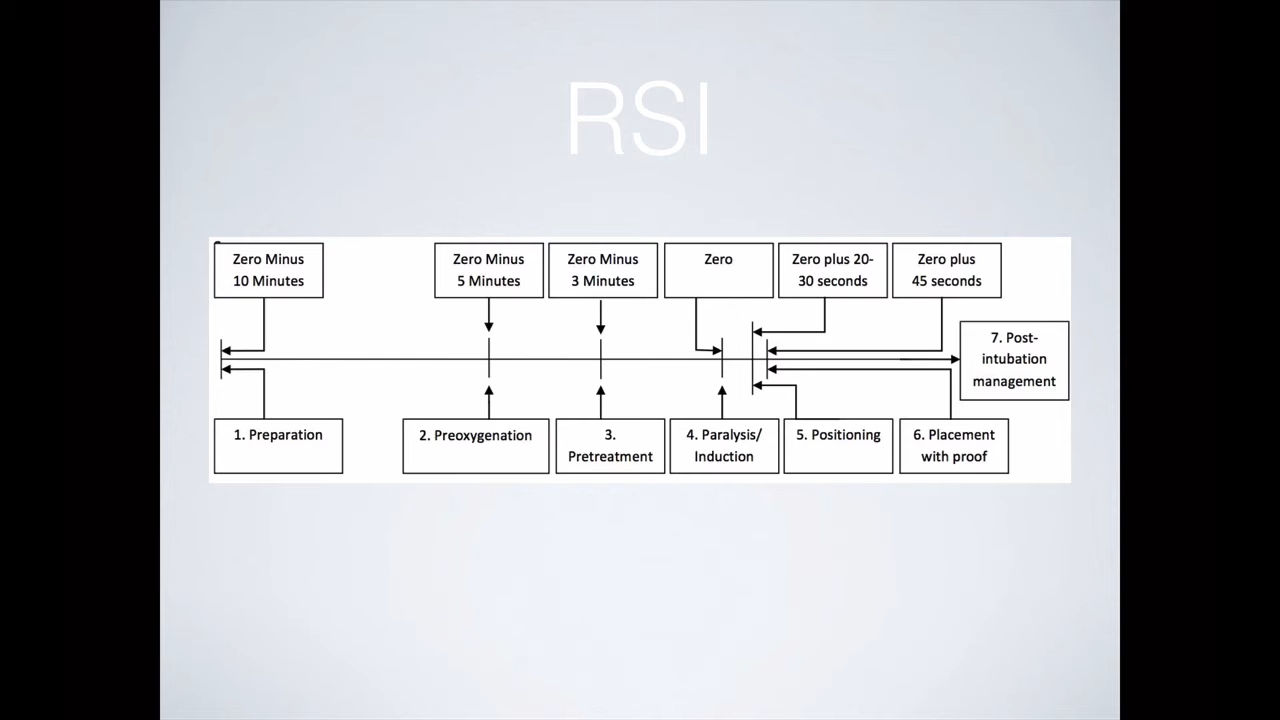 RSI
Zero Minus
10 Minutes
Zero Minus
5 Minutes
Zero Minus
3 Minutes
Zero
Zero plus 20-
30 seconds
Zero plus
45 seconds
7. Post-
intubation
management
1. Preparation
2. Preoxygenation
3.
Pretreatment
4. Paralysis/
Induction
5. Positioning
6. Placement
with proof